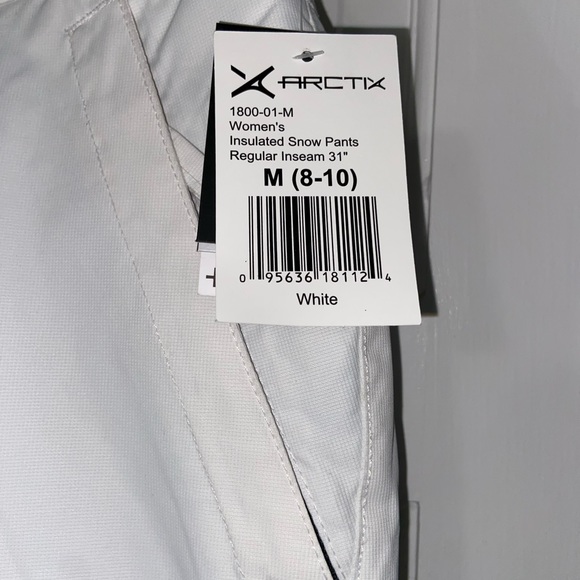 ARCTIX
1800-01-M
Women's
Insulated Snow Pants
Regular Inseam 31"
M (8-10)
0 95636 18112 4
White